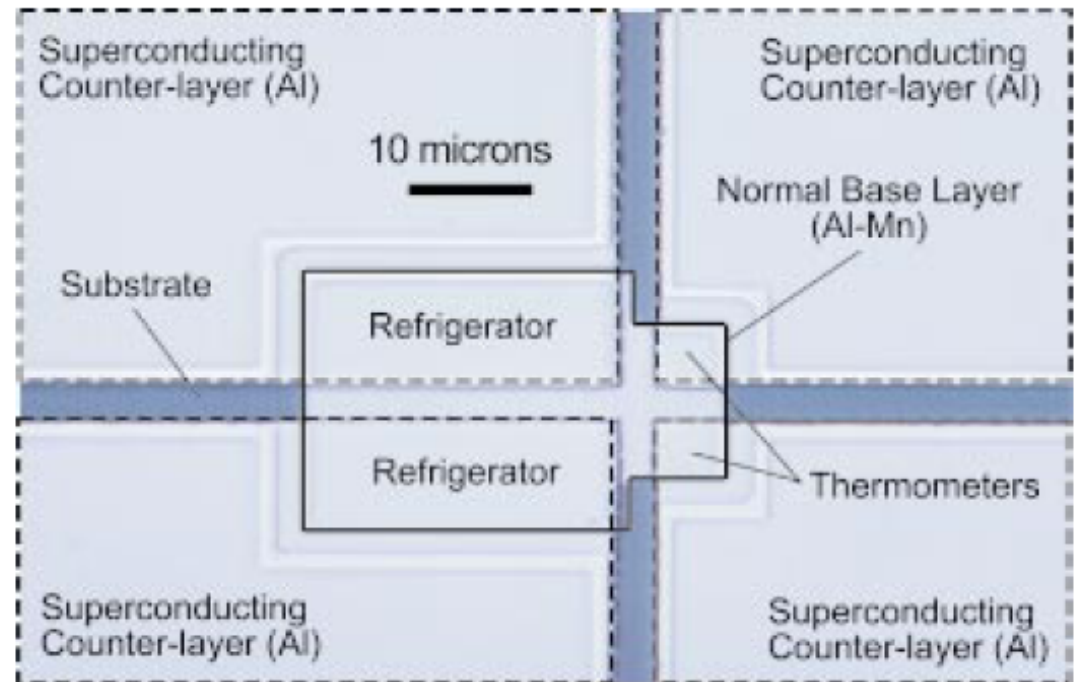 Superconducting
Counter-layer (Al)
Superconducting
Counter-layer (Al)
10 microns
Normal Base Layer
(Al-Mn)
Substrate
Refrigerator
Refrigerator
Thermometers
Superconducting
Counter-layer (Al)
Superconducting
Counter-layer (Al)